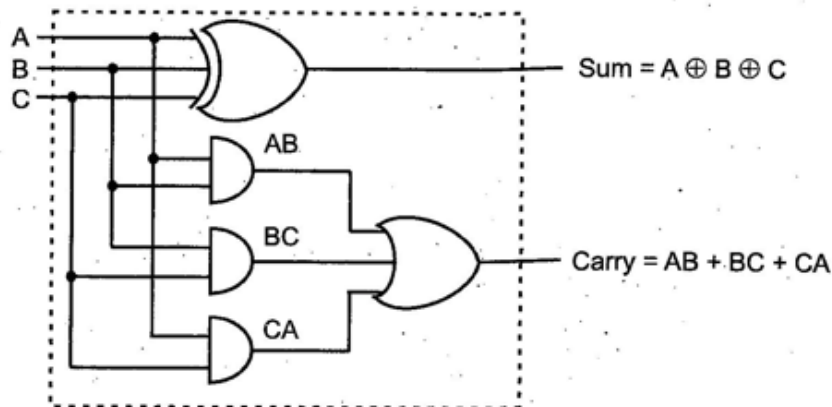 A
B
C
Sum = A ⊕ B ⊕ C
AB
BC
Carry = AB + BC + CA
CA